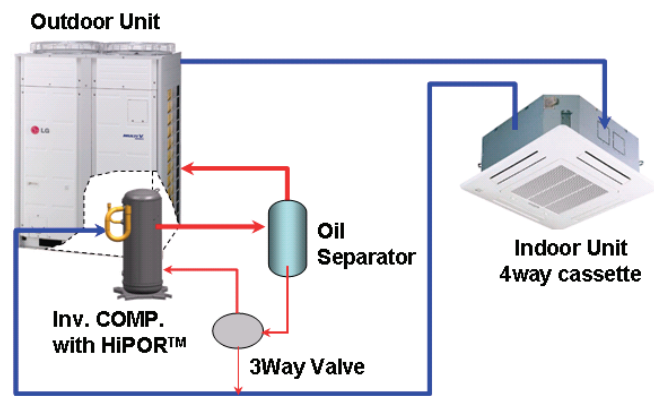 Outdoor Unit
LG
Oil
Separator
Indoor Unit
4way cassette
Inv. COMP.
with HiPOR™
3Way Valve